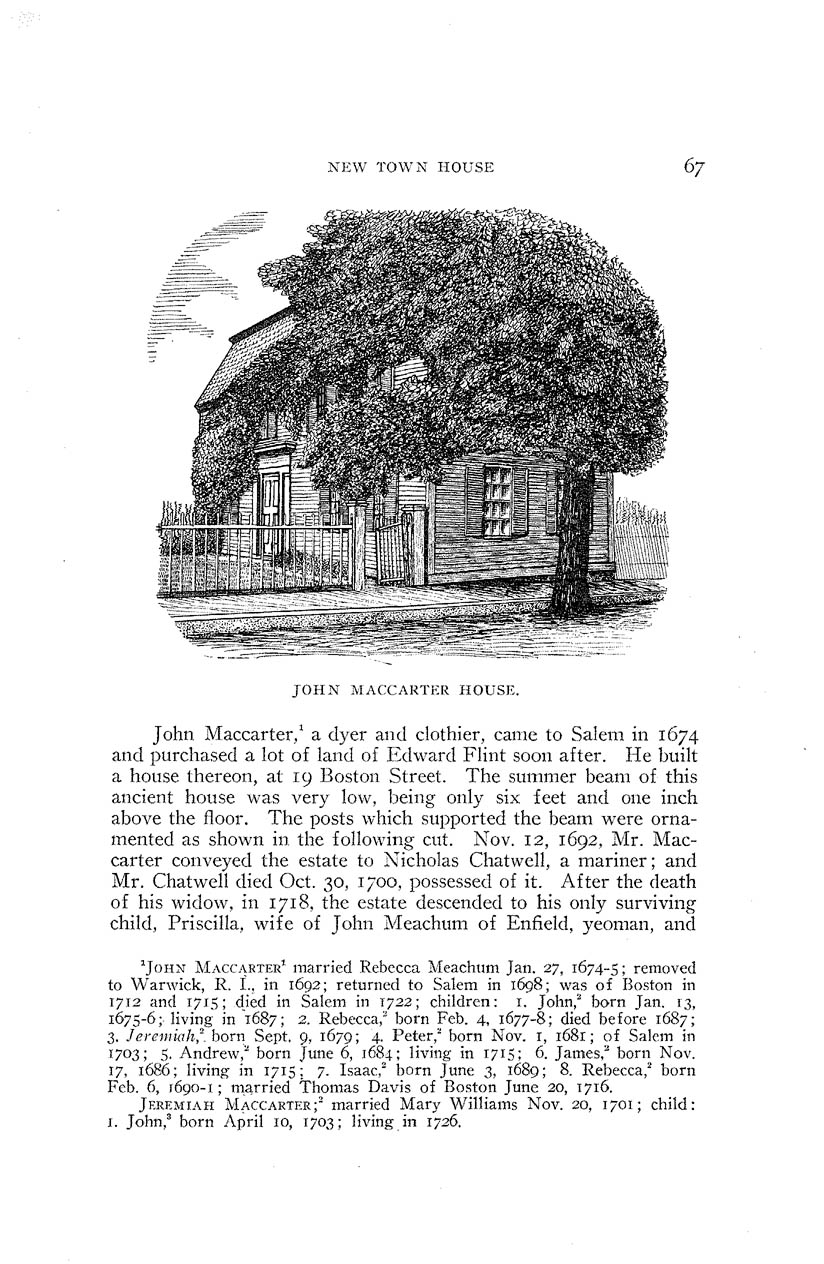 NEW TOWN HOUSE 67
JOHN MACCARTER HOUSE.
John Maccarter,¹ a dyer and clothier, came to Salem in 1674
and purchased a lot of land of Edward Flint soon after. He built
a house thereon, at 19 Boston Street. The summer beam of this
ancient house was very low, being only six feet and one inch
above the floor. The posts which supported the beam were orna-
mented as shown in the following cut. Nov. 12, 1692, Mr. Mac-
carter conveyed the estate to Nicholas Chatwell, a mariner; and
Mr. Chatwell died Oct. 30, 1700, possessed of it. After the death
of his widow, in 1718, the estate descended to his only surviving
child, Priscilla, wife of John Meachum of Enfield, yeoman, and
¹JOHN MACCARTER¹ married Rebecca Meachum Jan. 27, 1674-5; removed
to Warwick, R. I., in 1692; returned to Salem in 1698; was of Boston in
1712 and 1715; died in Salem in 1722; children: 1. John,² born Jan. 13,
1675-6; living in 1687; 2. Rebecca,² born Feb. 4, 1677-8; died before 1687;
3. Jeremiah,² born Sept. 9, 1679; 4. Peter,² born Nov. 1, 1681; of Salem in
1703; 5. Andrew,² born June 6, 1684; living in 1715; 6. James,² born Nov.
17, 1686; living in 1715; 7. Isaac,² born June 3, 1689; 8. Rebecca,² born
Feb. 6, 1690-1; married Thomas Davis of Boston June 20, 1716.
JEREMIAH MACCARTER;² married Mary Williams Nov. 20, 1701; child:
1. John,³ born April 10, 1703; living in 1726.